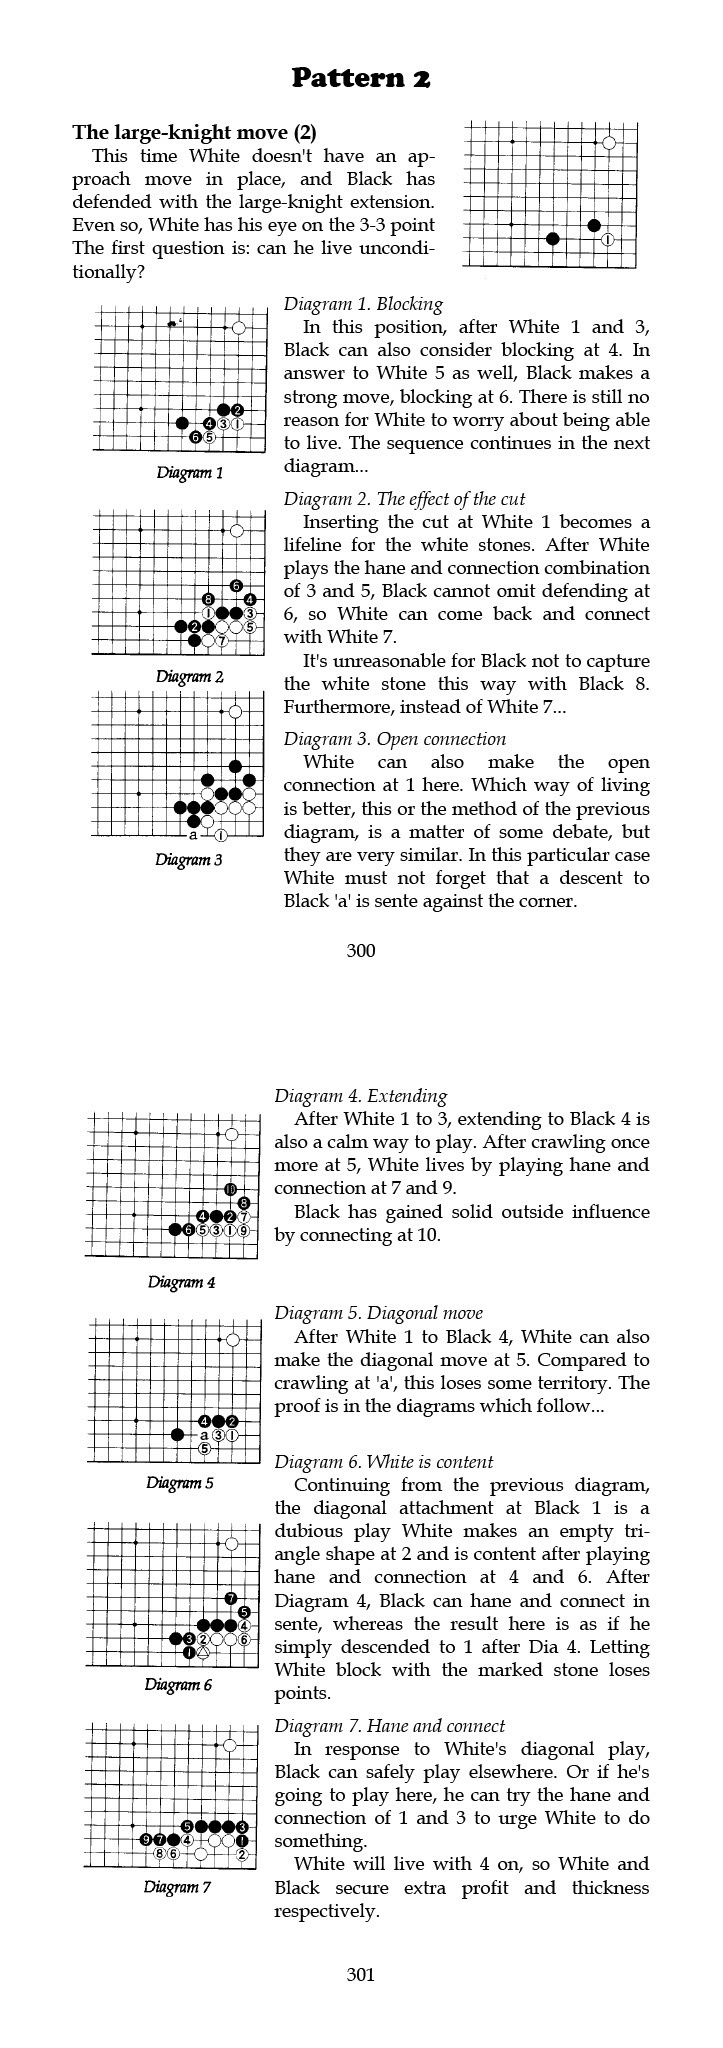 Pattern 2
The large-knight move (2)
This time White doesn't have an ap-
proach move in place, and Black has
defended with the large-knight extension.
Even so, White has his eye on the 3-3 point
The first question is: can he live uncondi-
tionally?
1
Diagram 1. Blocking
In this position, after White 1 and 3,
Black can also consider blocking at 4. In
answer to White 5 as well, Black makes a
strong move, blocking at 6. There is still no
reason for White to worry about being able
to live. The sequence continues in the next
diagram...
2
4 3 1
6 5
Diagram 1
Diagram 2. The effect of the cut
Inserting the cut at White 1 becomes a
lifeline for the white stones. After White
plays the hane and connection combination
of 3 and 5, Black cannot omit defending at
6, so White can come back and connect
with White 7.
It's unreasonable for Black not to capture
the white stone this way with Black 8.
Furthermore, instead of White 7...
6
8 4
1 3
2 5
7
Diagram 2
Diagram 3. Open connection
White can also make the open
connection at 1 here. Which way of living
is better, this or the method of the previous
diagram, is a matter of some debate, but
they are very similar. In this particular case
White must not forget that a descent to
Black 'a' is sente against the corner.
a 1
Diagram 3
300
Diagram 4. Extending
After White 1 to 3, extending to Black 4 is
also a calm way to play. After crawling once
more at 5, White lives by playing hane and
connection at 7 and 9.
Black has gained solid outside influence
by connecting at 10.
10
8
4 2 7
6 5 3 1 9
Diagram 4
Diagram 5. Diagonal move
After White 1 to Black 4, White can also
make the diagonal move at 5. Compared to
crawling at 'a', this loses some territory. The
proof is in the diagrams which follow...
4 2
a 3 1
5
Diagram 5
Diagram 6. White is content
Continuing from the previous diagram,
the diagonal attachment at Black 1 is a
dubious play White makes an empty tri-
angle shape at 2 and is content after playing
hane and connection at 4 and 6. After
Diagram 4, Black can hane and connect in
sente, whereas the result here is as if he
simply descended to 1 after Dia 4. Letting
White block with the marked stone loses
points.
7
5
4
3 2 6
1
Diagram 6
Diagram 7. Hane and connect
In response to White's diagonal play,
Black can safely play elsewhere. Or if he's
going to play here, he can try the hane and
connection of 1 and 3 to urge White to do
something.
White will live with 4 on, so White and
Black secure extra profit and thickness
respectively.
5 3
9 7 4 1
8 6 2
Diagram 7
301